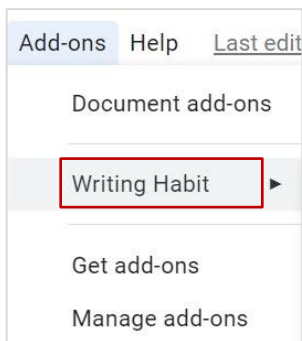 Add-ons Help Last edit
Document add-ons
Writing Habit ►
Get add-ons
Manage add-ons